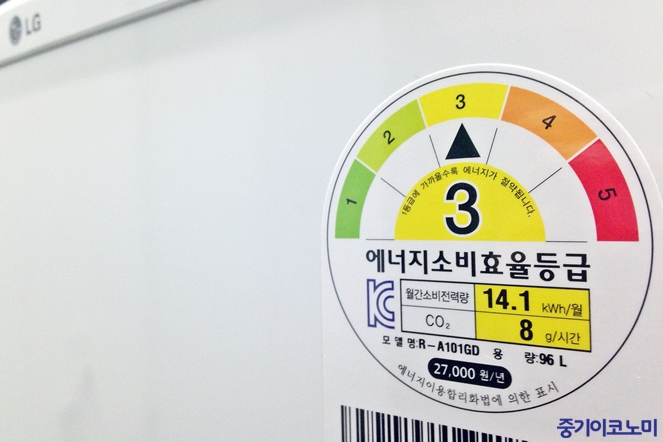 LG
1 2 3 4 5
1등급에 가까울수록 에너지가 절약됩니다.
3
에너지소비효율등급
월간소비전력량 14.1 kWh/월
CO₂ 8 g/시간
모 델 명:R-A101GD 용 량:96 L
27,000 원/년
에너지이용합리화법에 의한 표시
중기이코노미